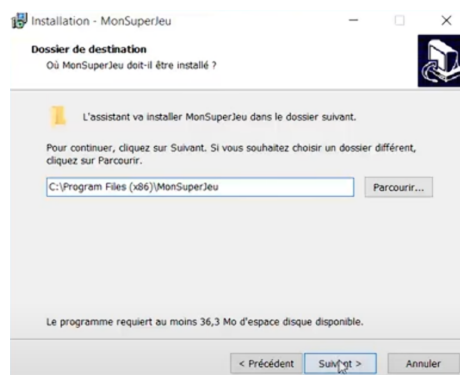 Installation - MonSuperJeu
Dossier de destination
Où MonSuperJeu doit-il être installé ?
L'assistant va installer MonSuperJeu dans le dossier suivant.
Pour continuer, cliquez sur Suivant. Si vous souhaitez choisir un dossier différent,
cliquez sur Parcourir.
C:\Program Files (x86)\MonSuperJeu
Parcourir...
Le programme requiert au moins 36,3 Mo d'espace disque disponible.
< Précédent
Suivant >
Annuler